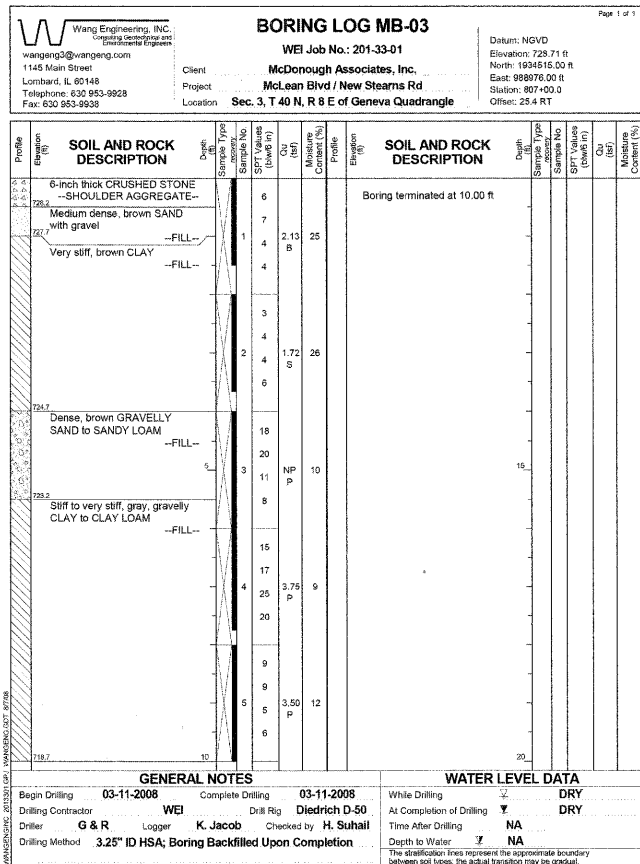 Page 1 of 1
Wang Engineering, INC.
Consulting Geotechnical and
Environmental Engineers
wangeng3@wangeng.com
1145 Main Street
Lombard, IL 60148
Telephone: 630 953-9928
Fax: 630 953-9938
BORING LOG MB-03
WEI Job No.: 201-33-01
Client McDonough Associates, Inc.
Project McLean Blvd / New Stearns Rd
Location Sec. 3, T 40 N, R 8 E of Geneva Quadrangle
Datum: NGVD
Elevation: 728.71 ft
North: 1934515.00 ft
East: 988976.00 ft
Station: 807+00.0
Offset: 25.4 RT
Profile Elevation (ft) SOIL AND ROCK DESCRIPTION Depth (ft) Sample Type recovery Sample No. SPT Values (blw/6 in) Qu (tsf) Moisture Content (%)
Profile Elevation (ft) SOIL AND ROCK DESCRIPTION Depth (ft) Sample Type recovery Sample No. SPT Values (blw/6 in) Qu (tsf) Moisture Content (%)
6-inch thick CRUSHED STONE
--SHOULDER AGGREGATE--
728.2
Medium dense, brown SAND
with gravel
727.7 --FILL--
Very stiff, brown CLAY
--FILL--
6
7
1 4 2.13 25
B
4
3
4
2 4 1.72 26
S
6
724.7
Dense, brown GRAVELLY
SAND to SANDY LOAM
--FILL--
18
20
5 3 11 NP 10
P
8
723.2
Stiff to very stiff, gray, gravelly
CLAY to CLAY LOAM
--FILL--
15
17
4 25 3.75 9
P
20
9
9
5 5 3.50 12
P
6
718.7 10
Boring terminated at 10.00 ft
15
20
WANGENGINC 2013301.GPJ WANGENG.GDT 8/7/08
GENERAL NOTES
Begin Drilling 03-11-2008 Complete Drilling 03-11-2008
Drilling Contractor WEI Drill Rig Diedrich D-50
Driller G & R Logger K. Jacob Checked by H. Suhail
Drilling Method 3.25" ID HSA; Boring Backfilled Upon Completion
WATER LEVEL DATA
While Drilling DRY
At Completion of Drilling DRY
Time After Drilling NA
Depth to Water NA
The stratification lines represent the approximate boundary
between soil types; the actual transition may be gradual.